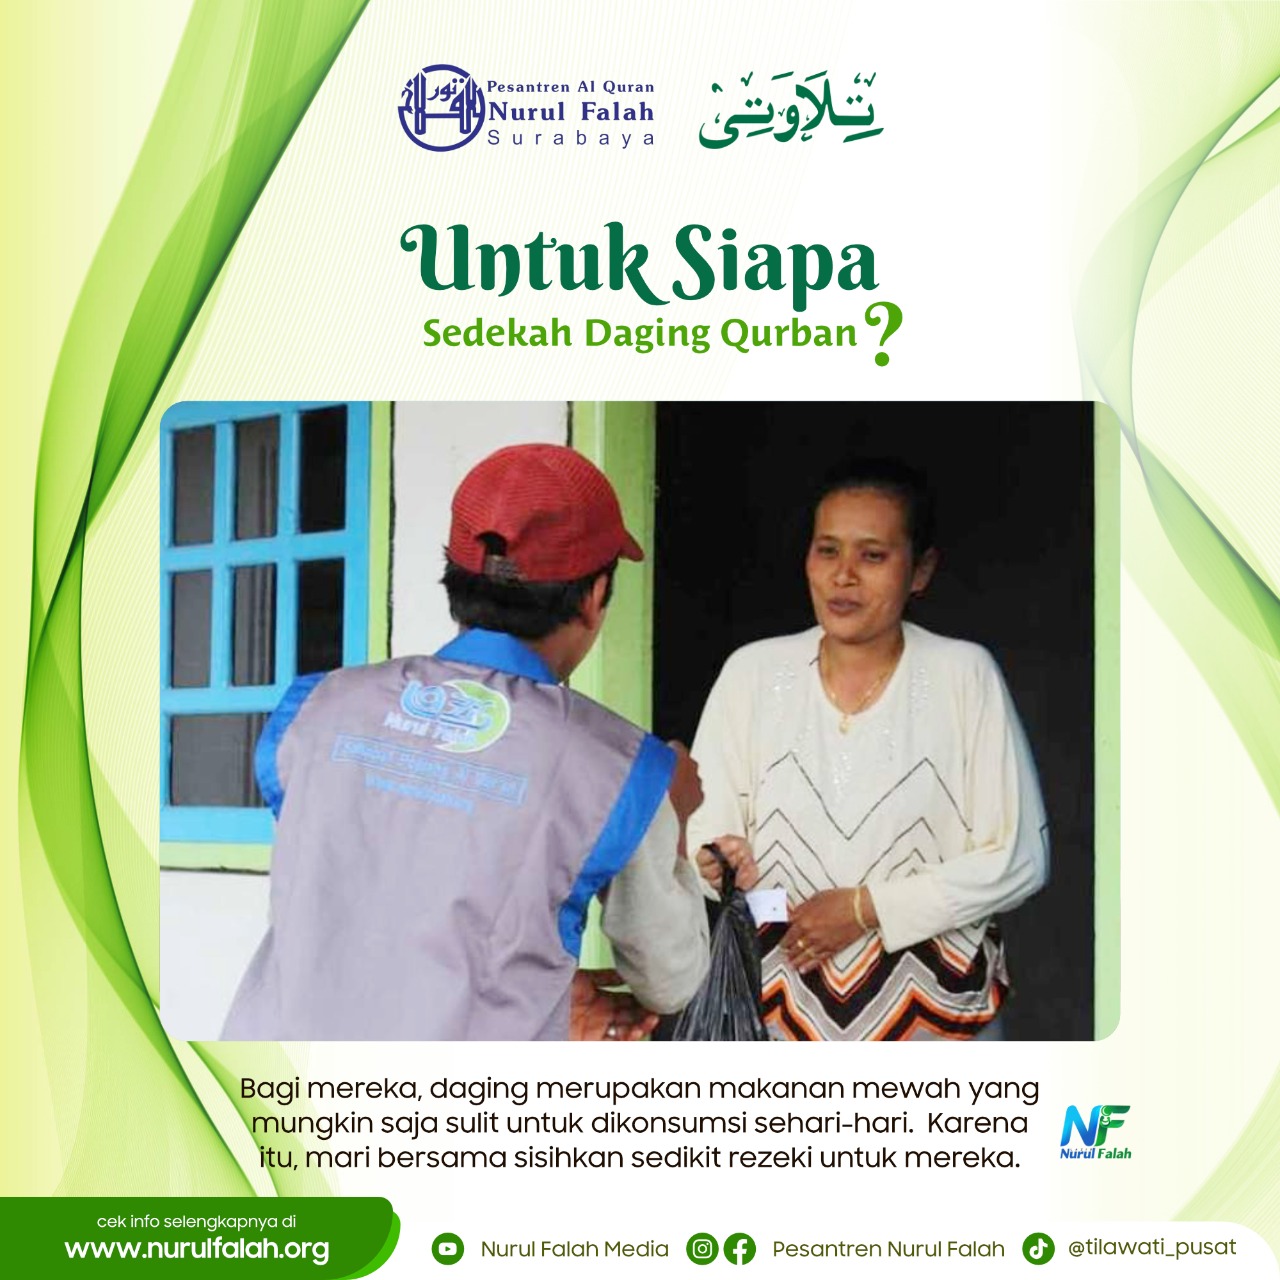 Pesantren Al Quran
Nurul Falah
Surabaya
تِلَاوَتِى
Untuk Siapa
Sedekah Daging Qurban?
Nurul Falah
Bagi mereka, daging merupakan makanan mewah yang
mungkin saja sulit untuk dikonsumsi sehari-hari. Karena
itu, mari bersama sisihkan sedikit rezeki untuk mereka.
NF
Nurul Falah
cek info selengkapnya di
www.nurulfalah.org
Nurul Falah Media
Pesantren Nurul Falah
@tilawati_pusat